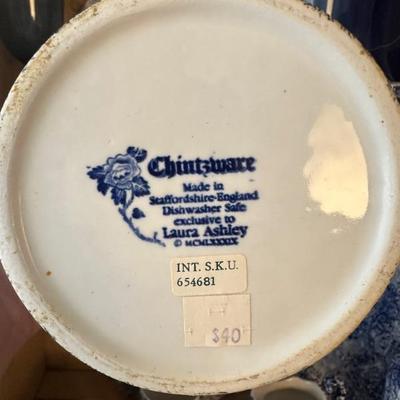 Chintzware
Made in
Staffordshire-England
Dishwasher Safe
exclusive to
Laura Ashley
© MCMLXXXIX
INT. S.K.U.
654681
$40